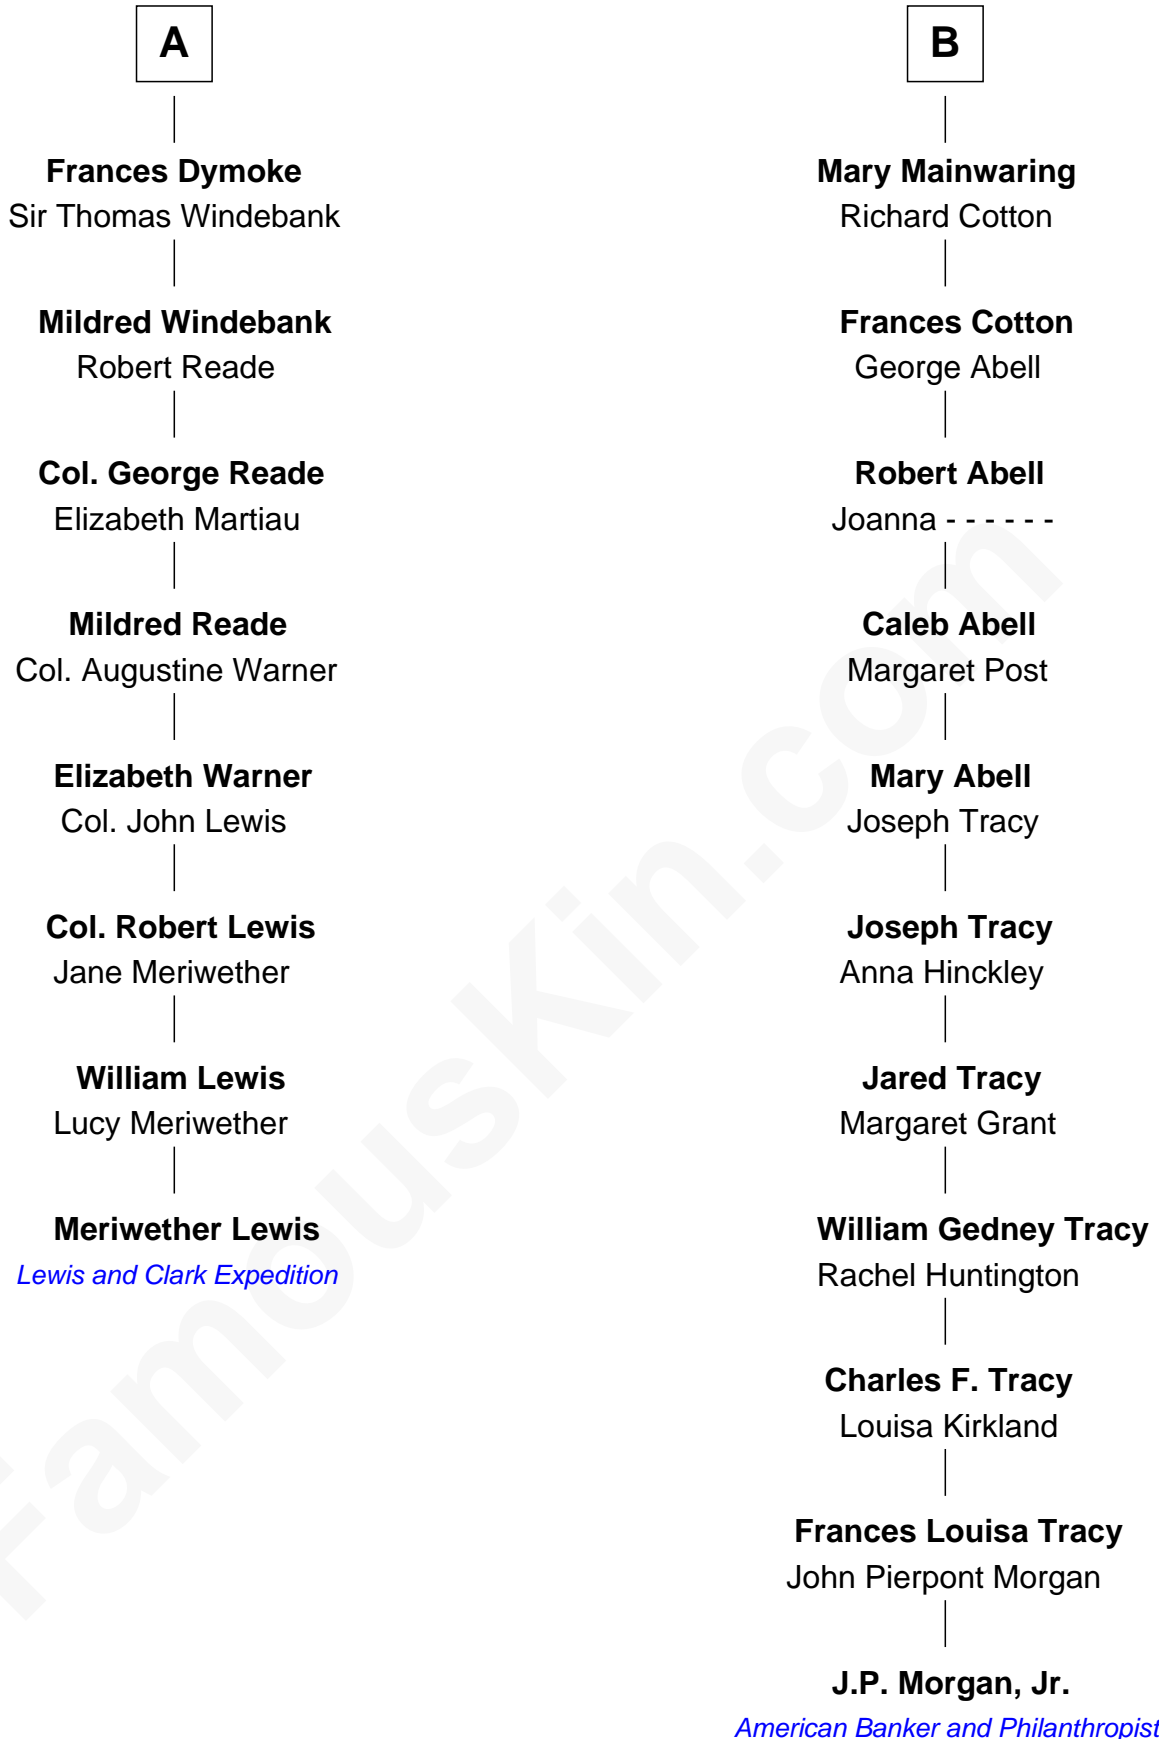 A
Frances Dymoke
Sir Thomas Windebank
Mildred Windebank
Robert Reade
Col. George Reade
Elizabeth Martiau
Mildred Reade
Col. Augustine Warner
Elizabeth Warner
Col. John Lewis
Col. Robert Lewis
Jane Meriwether
William Lewis
Lucy Meriwether
Meriwether Lewis
Lewis and Clark Expedition
B
Mary Mainwaring
Richard Cotton
Frances Cotton
George Abell
Robert Abell
Joanna - - - - - -
Caleb Abell
Margaret Post
Mary Abell
Joseph Tracy
Joseph Tracy
Anna Hinckley
Jared Tracy
Margaret Grant
William Gedney Tracy
Rachel Huntington
Charles F. Tracy
Louisa Kirkland
Frances Louisa Tracy
John Pierpont Morgan
J.P. Morgan, Jr.
American Banker and Philanthropist
FamousKin.com